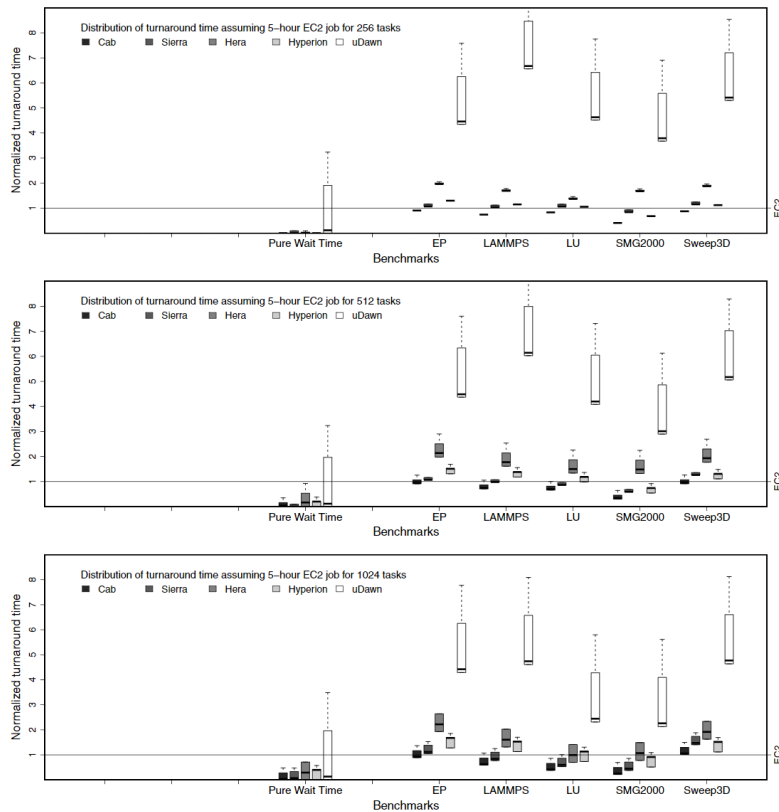 Distribution of turnaround time assuming 5-hour EC2 job for 256 tasks
Cab Sierra Hera Hyperion uDawn
Normalized turnaround time
8
7
6
5
4
3
2
1
EC2
Pure Wait Time EP LAMMPS LU SMG2000 Sweep3D
Benchmarks
Distribution of turnaround time assuming 5-hour EC2 job for 512 tasks
Cab Sierra Hera Hyperion uDawn
Normalized turnaround time
8
7
6
5
4
3
2
1
EC2
Pure Wait Time EP LAMMPS LU SMG2000 Sweep3D
Benchmarks
Distribution of turnaround time assuming 5-hour EC2 job for 1024 tasks
Cab Sierra Hera Hyperion uDawn
Normalized turnaround time
8
7
6
5
4
3
2
1
EC2
Pure Wait Time EP LAMMPS LU SMG2000 Sweep3D
Benchmarks